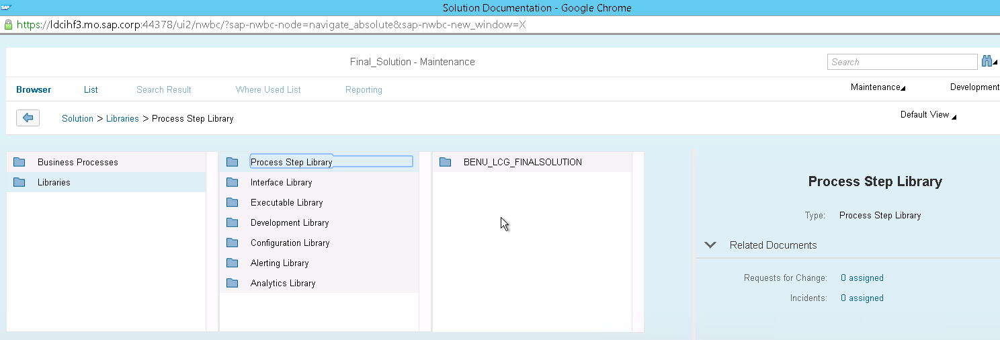 SAP Solution Documentation - Google Chrome
https://ldcihf3.mo.sap.corp:44378/ui2/nwbc/?sap-nwbc-node=navigate_absolute&sap-nwbc-new_window=X
Final_Solution - Maintenance Search
Browser List Search Result Where Used List Reporting Maintenance Development
Solution > Libraries > Process Step Library Default View
Business Processes
Libraries
Process Step Library
Interface Library
Executable Library
Development Library
Configuration Library
Alerting Library
Analytics Library
BENU_LCG_FINALSOLUTION
Process Step Library
Type: Process Step Library
Related Documents
Requests for Change: 0 assigned
Incidents: 0 assigned